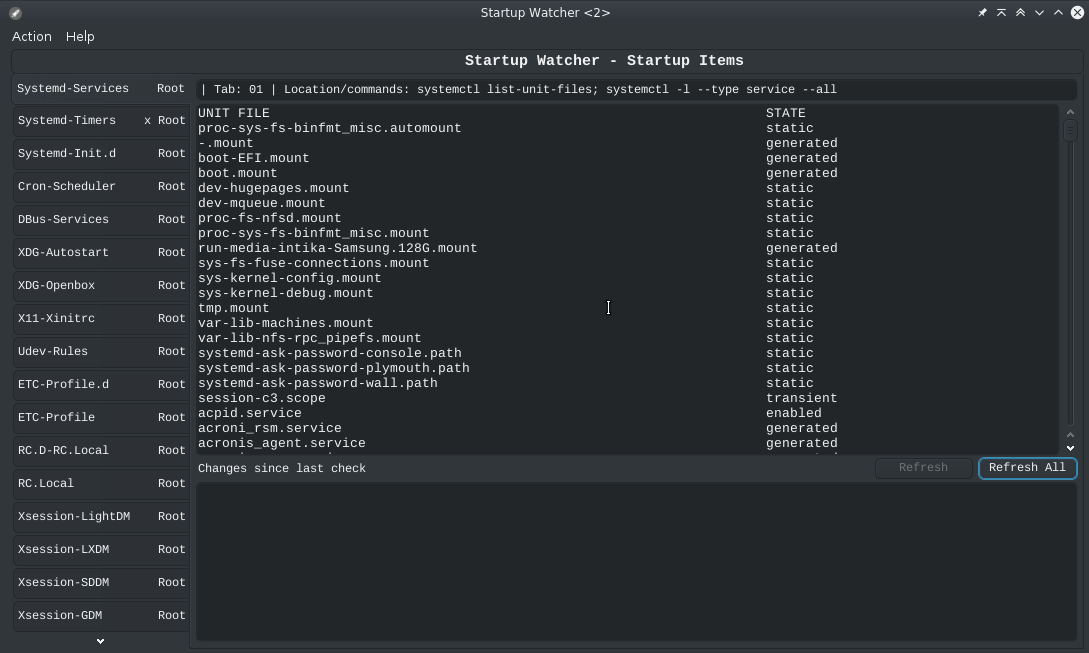 Startup Watcher <2>
Action Help
Startup Watcher - Startup Items
Systemd-Services Root
Systemd-Timers x Root
Systemd-Init.d Root
Cron-Scheduler Root
DBus-Services Root
XDG-Autostart Root
XDG-Openbox Root
X11-Xinitrc Root
Udev-Rules Root
ETC-Profile.d Root
ETC-Profile Root
RC.D-RC.Local Root
RC.Local Root
Xsession-LightDM Root
Xsession-LXDM Root
Xsession-SDDM Root
Xsession-GDM Root
| Tab: 01 | Location/commands: systemctl list-unit-files; systemctl -l --type service --all
UNIT FILE STATE
proc-sys-fs-binfmt_misc.automount static
-.mount generated
boot-EFI.mount generated
boot.mount generated
dev-hugepages.mount static
dev-mqueue.mount static
proc-fs-nfsd.mount static
proc-sys-fs-binfmt_misc.mount static
run-media-intika-Samsung.128G.mount generated
sys-fs-fuse-connections.mount static
sys-kernel-config.mount static
sys-kernel-debug.mount static
tmp.mount static
var-lib-machines.mount static
var-lib-nfs-rpc_pipefs.mount static
systemd-ask-password-console.path static
systemd-ask-password-plymouth.path static
systemd-ask-password-wall.path static
session-c3.scope transient
acpid.service enabled
acroni_rsm.service generated
acronis_agent.service generated
Changes since last check
Refresh Refresh All